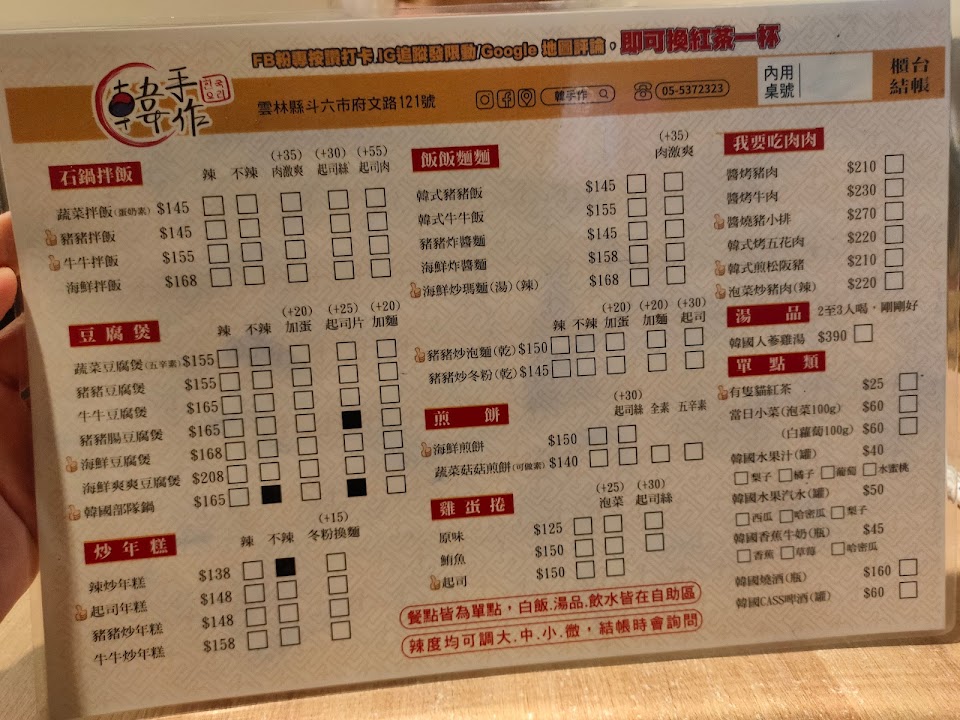 FB粉專按讚打卡.IG追蹤發限動/Google 地圖評論，即可換紅茶一杯
韓手作
한국
요리
雲林縣斗六市府文路121號
韓手作
05-5372323
內用
桌號
櫃台
結帳
石鍋拌飯
辣 不辣 (+35)肉激爽 (+30)起司絲 (+55)起司肉
蔬菜拌飯(蛋奶素) $145
豬豬拌飯 $145
牛牛拌飯 $155
海鮮拌飯 $168
豆腐煲
辣 不辣 (+20)加蛋 (+25)起司片 (+20)加麵
蔬菜豆腐煲(五辛素) $155
豬豬豆腐煲 $155
牛牛豆腐煲 $165
豬豬腸豆腐煲 $165
海鮮豆腐煲 $168
海鮮爽爽豆腐煲 $208
韓國部隊鍋 $165
炒年糕
辣 不辣 (+15)冬粉換麵
辣炒年糕 $138
起司年糕 $148
豬豬炒年糕 $148
牛牛炒年糕 $158
飯飯麵麵
(+35)肉激爽
韓式豬豬飯 $145
韓式牛牛飯 $155
豬豬炸醬麵 $145
海鮮炸醬麵 $158
海鮮炒瑪麵(湯)(辣) $168
辣 不辣 (+20)加蛋 (+20)加麵 (+30)起司
豬豬炒泡麵(乾) $150
豬豬炒冬粉(乾) $145
煎餅
(+30)起司絲 全素 五辛素
海鮮煎餅 $150
蔬菜菇菇煎餅(可做素) $140
雞蛋捲
(+25)泡菜 (+30)起司絲
原味 $125
鮪魚 $150
起司 $150
餐點皆為單點，白飯.湯品.飲水皆在自助區
辣度均可調大.中.小.微，結帳時會詢問
我要吃肉肉
醬烤豬肉 $210
醬烤牛肉 $230
醬燒豬小排 $270
韓式烤五花肉 $220
韓式煎松阪豬 $210
泡菜炒豬肉(辣) $220
湯品 2至3人喝，剛剛好
韓國人蔘雞湯 $390
單點類
有隻貓紅茶 $25
當日小菜(泡菜100g) $60
(白蘿蔔100g) $60
韓國水果汁(罐) $40
梨子 橘子 葡萄 水蜜桃
韓國水果汽水(罐) $50
西瓜 哈密瓜 梨子
韓國香蕉牛奶(瓶) $45
香蕉 草莓 哈密瓜
韓國燒酒(瓶) $160
韓國CASS啤酒(罐) $60